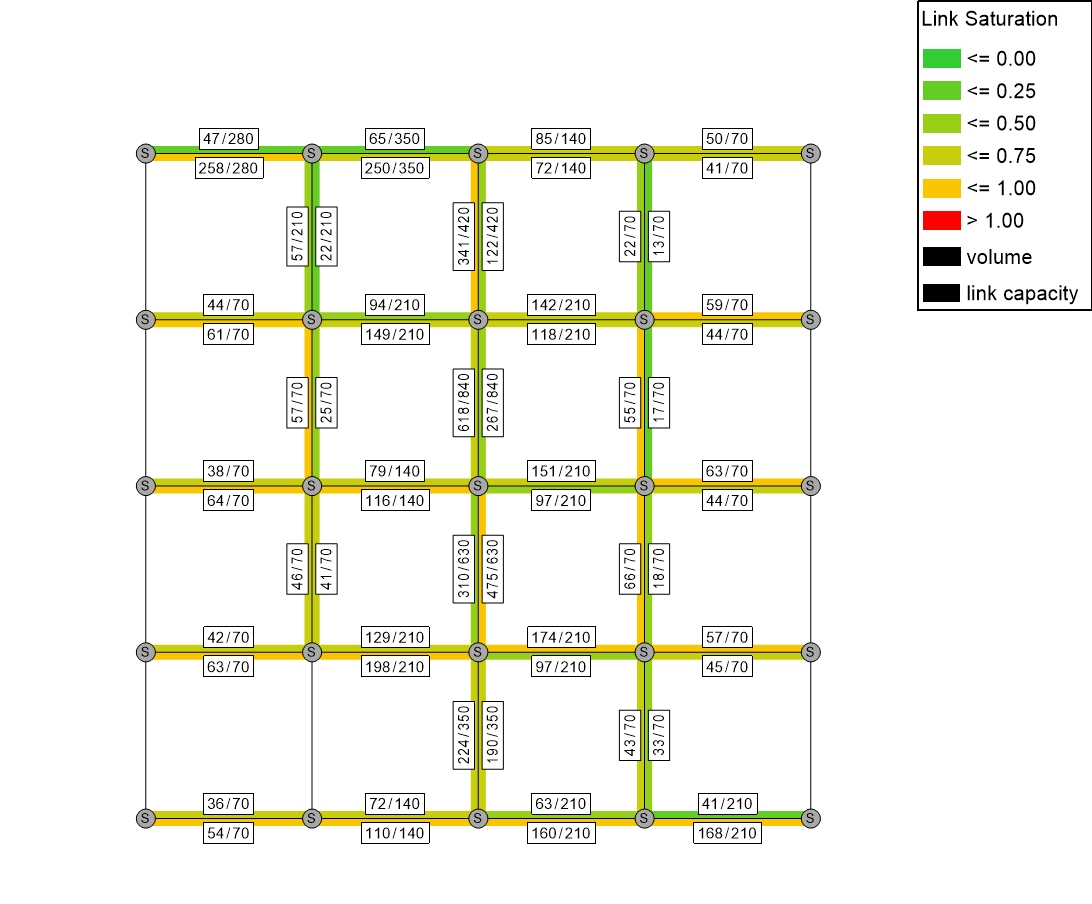 Link Saturation
<= 0.00
<= 0.25
<= 0.50
<= 0.75
<= 1.00
> 1.00
volume
link capacity
47/280
65/350
85/140
50/70
S
S
S
S
S
258/280
250/350
72/140
41/70
57/210
22/210
341/420
122/420
22/70
13/70
44/70
94/210
142/210
59/70
S
S
S
S
S
61/70
149/210
118/210
44/70
57/70
25/70
618/840
267/840
55/70
17/70
38/70
79/140
151/210
63/70
S
S
S
S
S
64/70
116/140
97/210
44/70
46/70
41/70
310/630
475/630
66/70
18/70
42/70
129/210
174/210
57/70
S
S
S
S
S
63/70
198/210
97/210
45/70
224/350
190/350
43/70
33/70
36/70
72/140
63/210
41/210
S
S
S
S
S
54/70
110/140
160/210
168/210